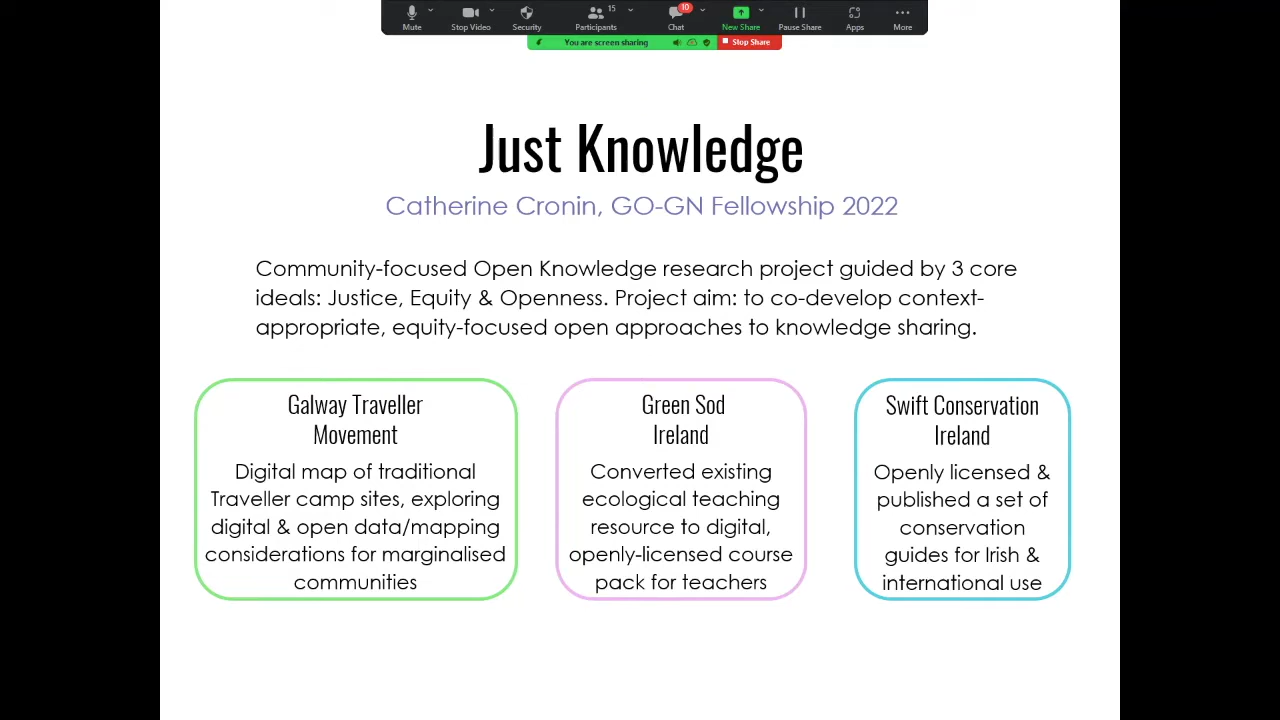 15
10
Mute
Stop Video
Security
Participants
Chat
New Share
Pause Share
Apps
More
You are screen sharing
Stop Share
Just Knowledge
Catherine Cronin, GO-GN Fellowship 2022
Community-focused Open Knowledge research project guided by 3 core
ideals: Justice, Equity & Openness. Project aim: to co-develop context-
appropriate, equity-focused open approaches to knowledge sharing.
Galway Traveller
Movement
Digital map of traditional
Traveller camp sites, exploring
digital & open data/mapping
considerations for marginalised
communities
Green Sod
Ireland
Converted existing
ecological teaching
resource to digital,
openly-licensed course
pack for teachers
Swift Conservation
Ireland
Openly licensed &
published a set of
conservation
guides for Irish &
international use